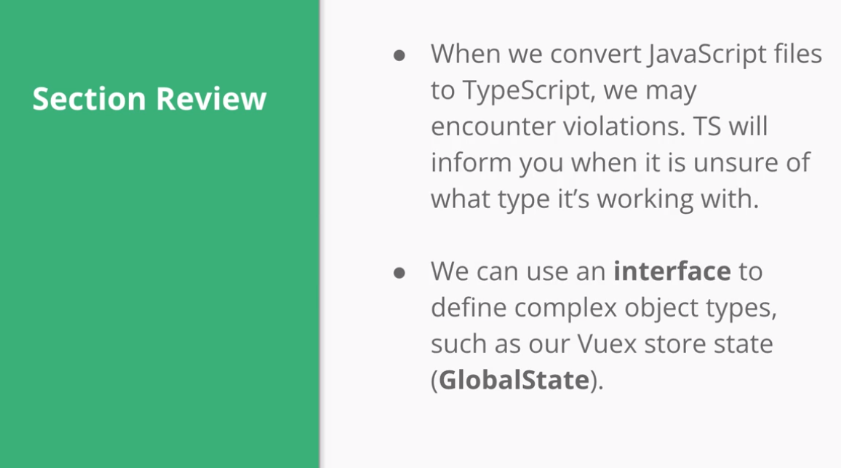 Section Review
● When we convert JavaScript files
to TypeScript, we may
encounter violations. TS will
inform you when it is unsure of
what type it’s working with.
● We can use an interface to
define complex object types,
such as our Vuex store state
(GlobalState).